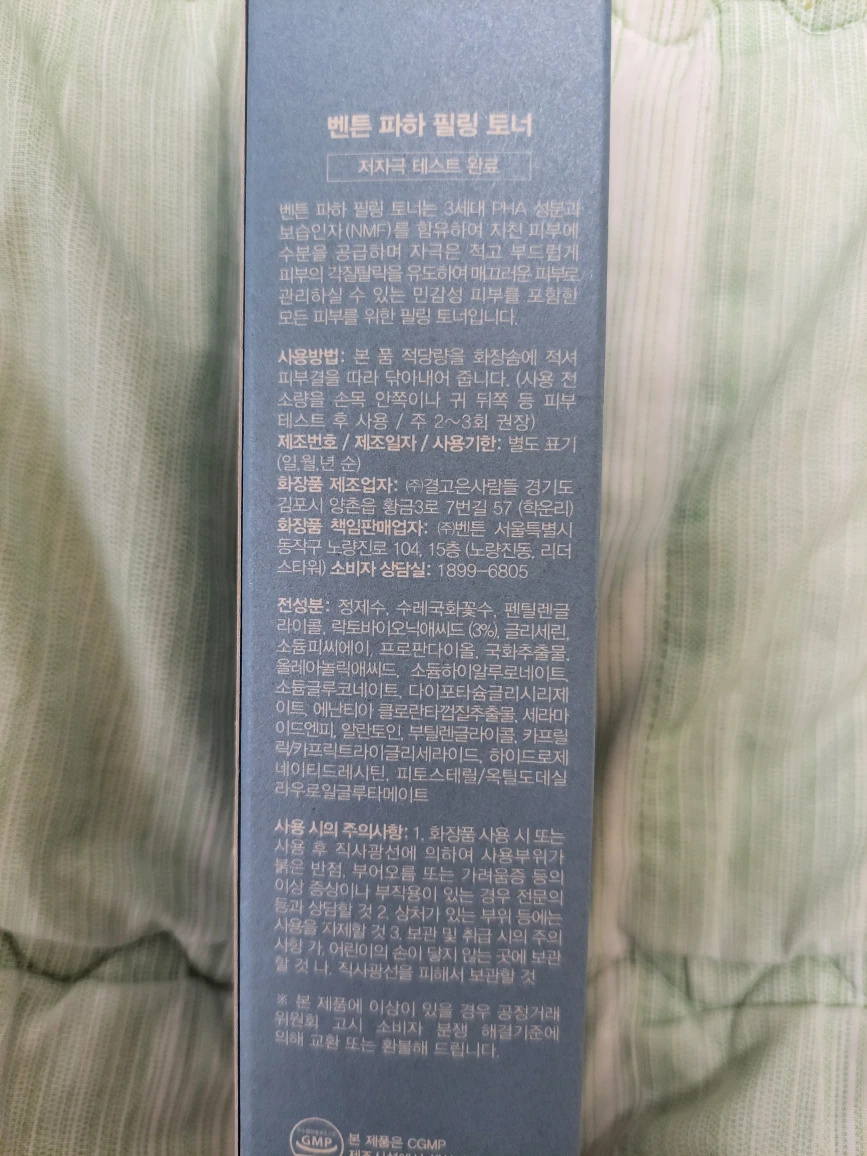 벤튼 파하 필링 토너
저자극 테스트 완료
벤튼 파하 필링 토너는 3세대 PHA 성분과
보습인자(NMF)를 함유하여 지친 피부에
수분을 공급하며 자극은 적고 부드럽게
피부의 각질탈락을 유도하여 매끄러운 피부로
관리하실 수 있는 민감성 피부를 포함한
모든 피부를 위한 필링 토너입니다.
사용방법: 본 품 적당량을 화장솜에 적셔
피부결을 따라 닦아내어 줍니다. (사용 전
소량을 손목 안쪽이나 귀 뒤쪽 등 피부
테스트 후 사용 / 주 2~3회 권장)
제조번호 / 제조일자 / 사용기한: 별도 표기
(일,월,년 순)
화장품 제조업자: ㈜결고은사람들 경기도
김포시 양촌읍 황금3로 7번길 57 (학운리)
화장품 책임판매업자: ㈜벤튼 서울특별시
동작구 노량진로 104, 15층 (노량진동, 리더
스타워) 소비자 상담실: 1899-6805
전성분: 정제수, 수레국화꽃수, 펜틸렌글
라이콜, 락토바이오닉애씨드 (3%), 글리세린,
소듐피씨에이, 프로판다이올, 국화추출물,
올레아놀릭애씨드, 소듐하이알루로네이트,
소듐글루코네이트, 다이포타슘글리시리제
이트, 에난티아 클로란타껍질추출물, 세라마
이드엔피, 알란토인, 부틸렌글라이콜, 카프릴
릭/카프릭트라이글리세라이드, 하이드로제
네이티드레시틴, 피토스테릴/옥틸도데실
라우로일글루타메이트
사용 시의 주의사항: 1. 화장품 사용 시 또는
사용 후 직사광선에 의하여 사용부위가
붉은 반점, 부어오름 또는 가려움증 등의
이상 증상이나 부작용이 있는 경우 전문의
등과 상담할 것 2. 상처가 있는 부위 등에는
사용을 자제할 것 3. 보관 및 취급 시의 주의
사항 가. 어린이의 손이 닿지 않는 곳에 보관
할 것 나. 직사광선을 피해서 보관할 것
※ 본 제품에 이상이 있을 경우 공정거래
위원회 고시 소비자 분쟁 해결기준에
의해 교환 또는 환불해 드립니다.
GMP
본 제품은 CGMP